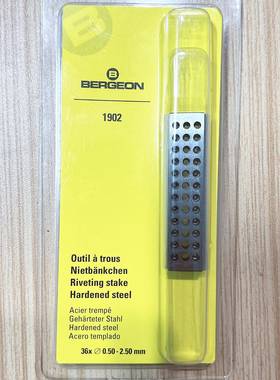 B
BERGEON
1902
Outil à trous
Nietbänkchen
Riveting stake
Hardened steel
Acier trempé
Gehärteter Stahl
Hardened steel
Acero templado
36x ⌀ 0.50 - 2.50 mm